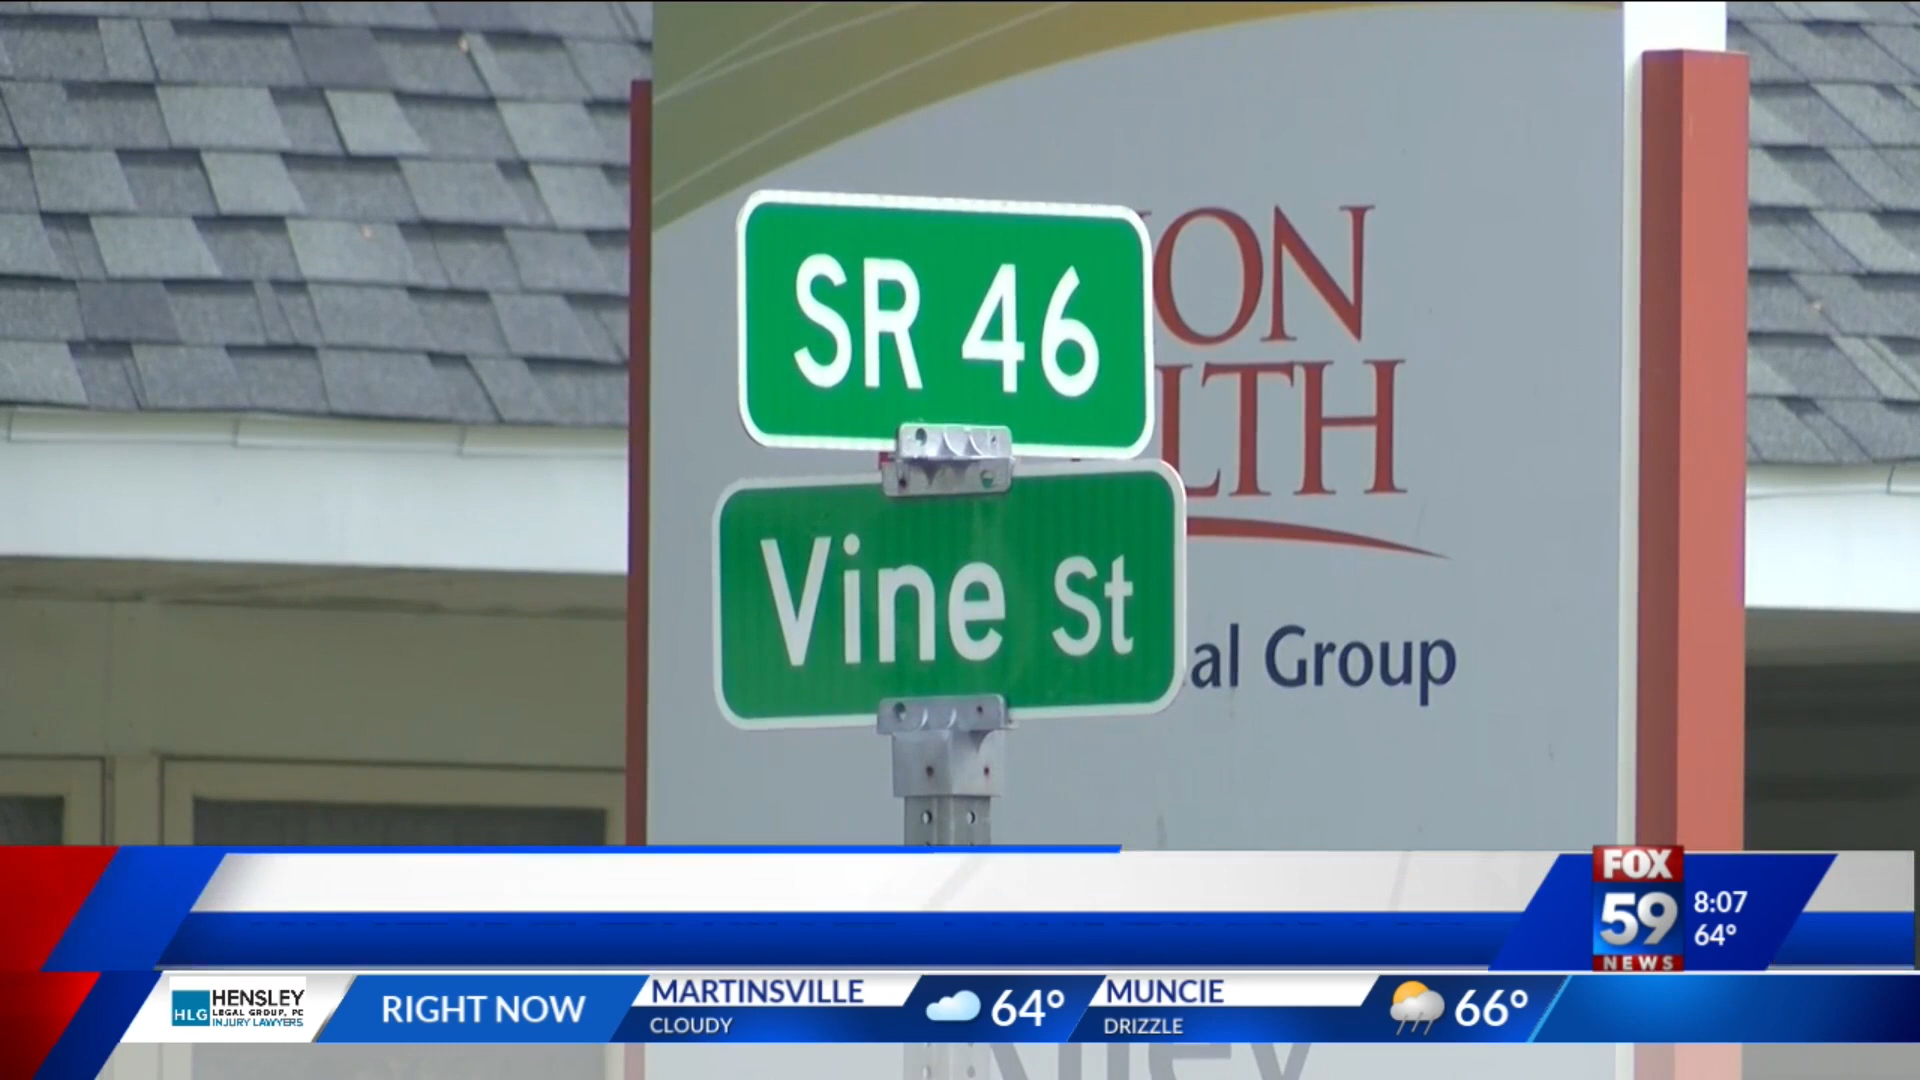 SR 46
ON
LTH
Vine St
al Group
FOX
59
NEWS
8:07
64°
HLG HENSLEY
LEGAL GROUP, PC
INJURY LAWYERS
RIGHT NOW
MARTINSVILLE
CLOUDY
64°
MUNCIE
DRIZZLE
66°